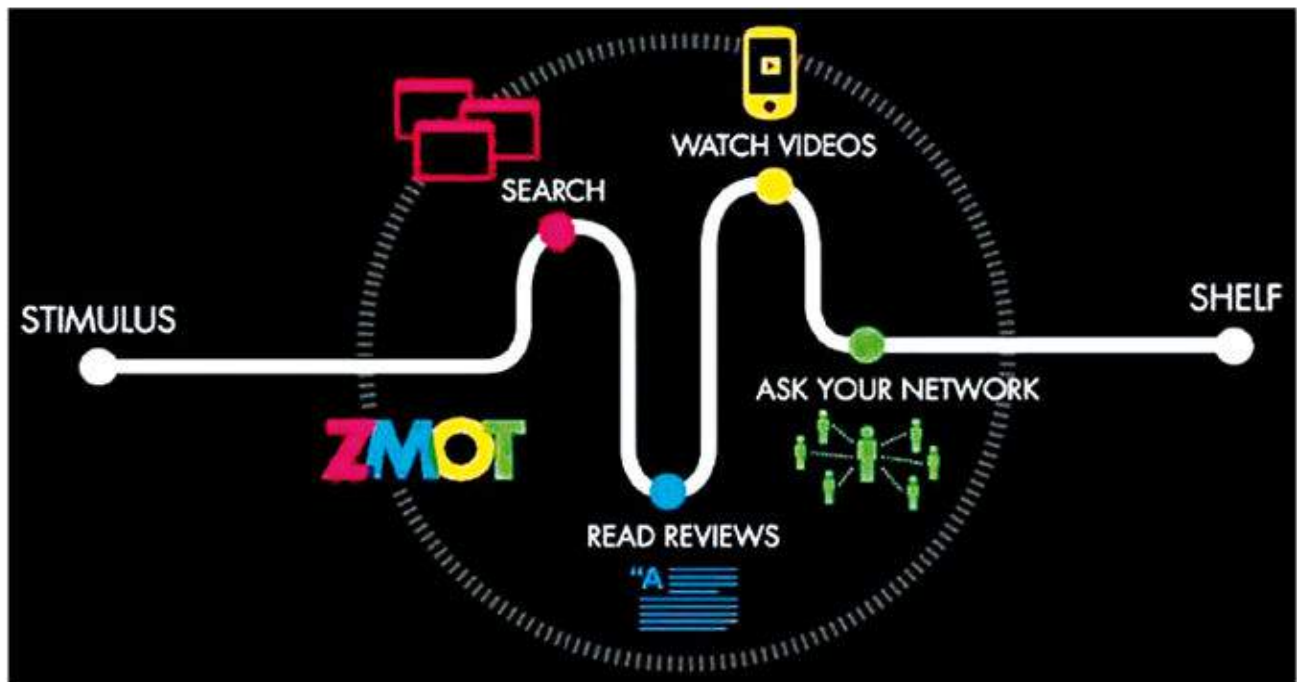 STIMULUS
SEARCH
READ REVIEWS
“A
WATCH VIDEOS
ASK YOUR NETWORK
SHELF
ZMOT